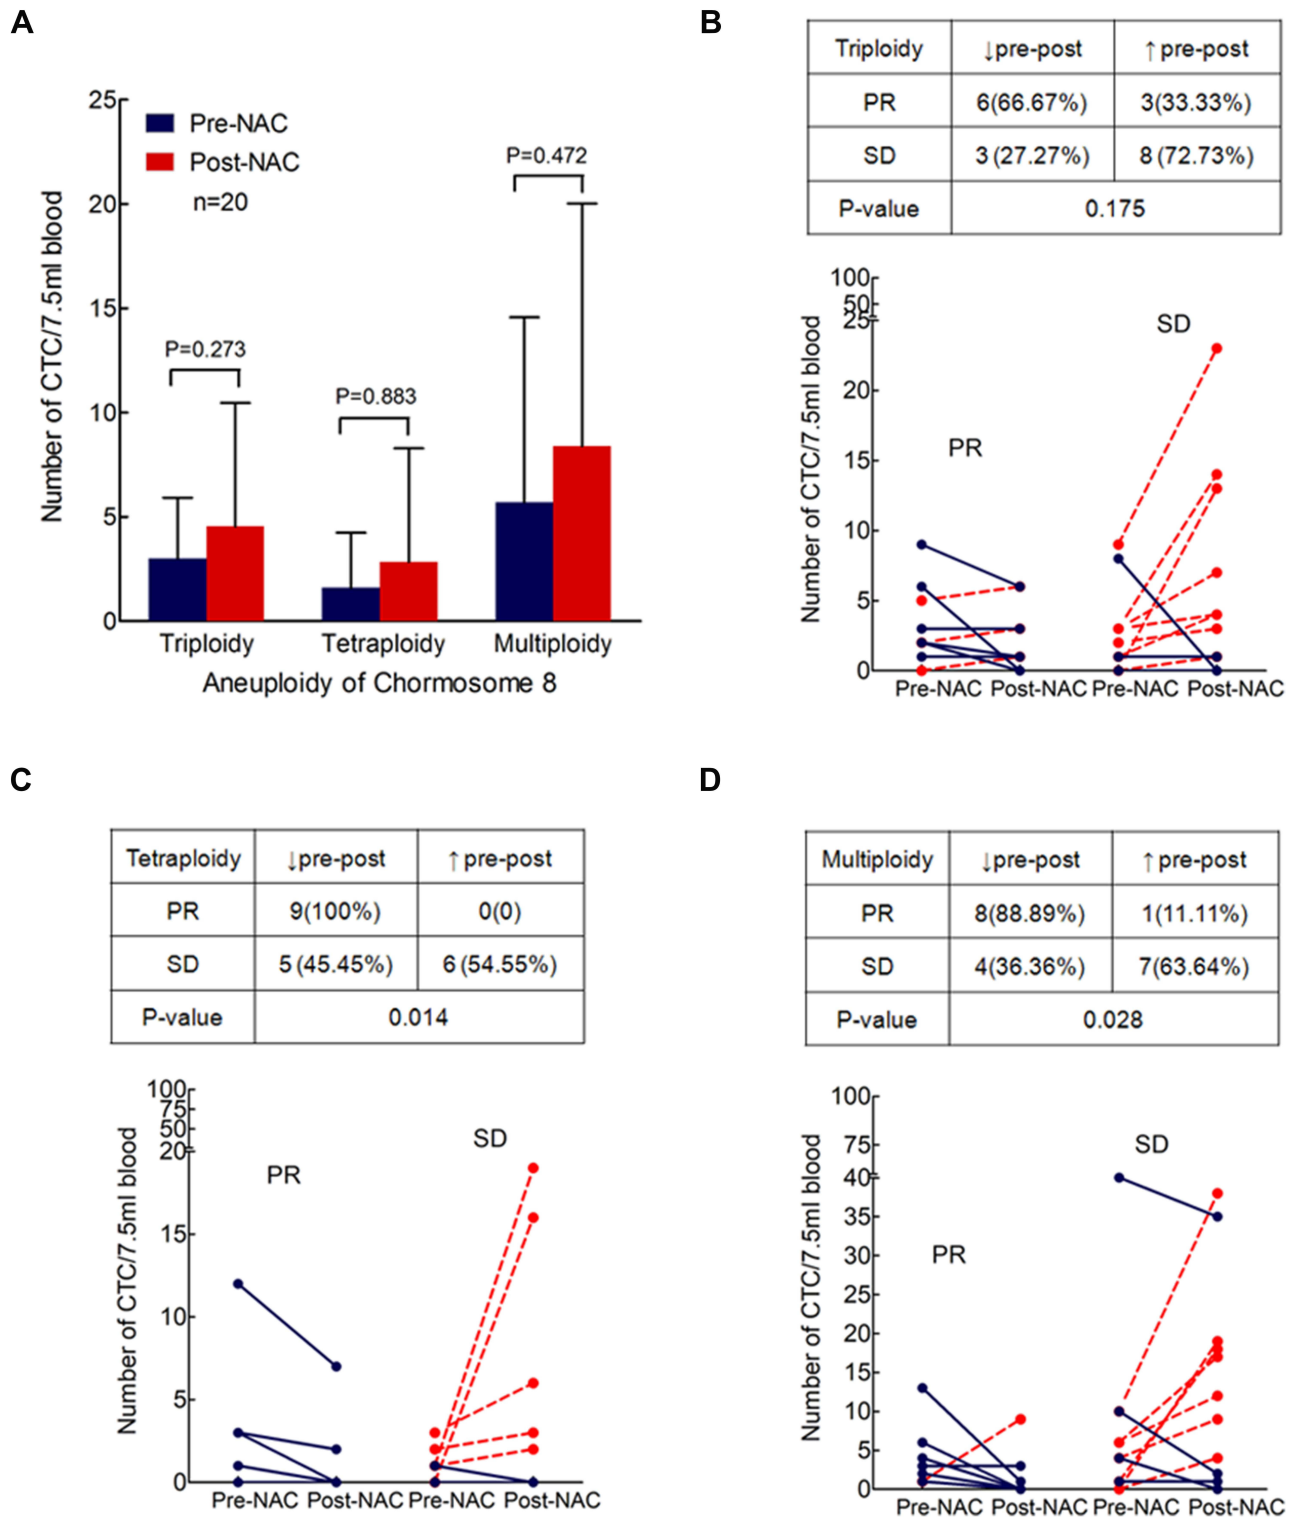 A
25
20
15
10
5
0
Number of CTC/7.5ml blood
Pre-NAC
Post-NAC
n=20
P=0.273
P=0.883
P=0.472
Triploidy Tetraploidy Multiploidy
Aneuploidy of Chormosome 8
B
Triploidy ↓pre-post ↑pre-post
PR 6(66.67%) 3(33.33%)
SD 3(27.27%) 8(72.73%)
P-value 0.175
100
50
25
20
15
10
5
0
Number of CTC/7.5ml blood
PR
SD
Pre-NAC Post-NAC Pre-NAC Post-NAC
C
Tetraploidy ↓pre-post ↑pre-post
PR 9(100%) 0(0)
SD 5(45.45%) 6(54.55%)
P-value 0.014
100
75
50
20
15
10
5
0
Number of CTC/7.5ml blood
PR
SD
Pre-NAC Post-NAC Pre-NAC Post-NAC
D
Multiploidy ↓pre-post ↑pre-post
PR 8(88.89%) 1(11.11%)
SD 4(36.36%) 7(63.64%)
P-value 0.028
100
75
40
35
30
25
20
15
10
5
0
Number of CTC/7.5ml blood
PR
SD
Pre-NAC Post-NAC Pre-NAC Post-NAC